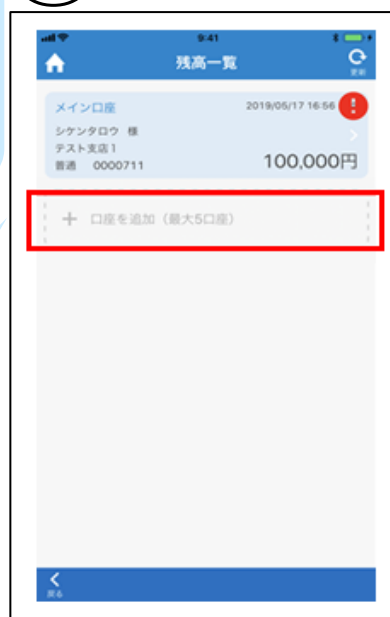 9:41
残高一覧
更新
メイン口座 2019/05/17 16:56 !
シケンタロウ 様
テスト支店1
普通 0000711 100,000円
+ 口座を追加（最大5口座）
戻る